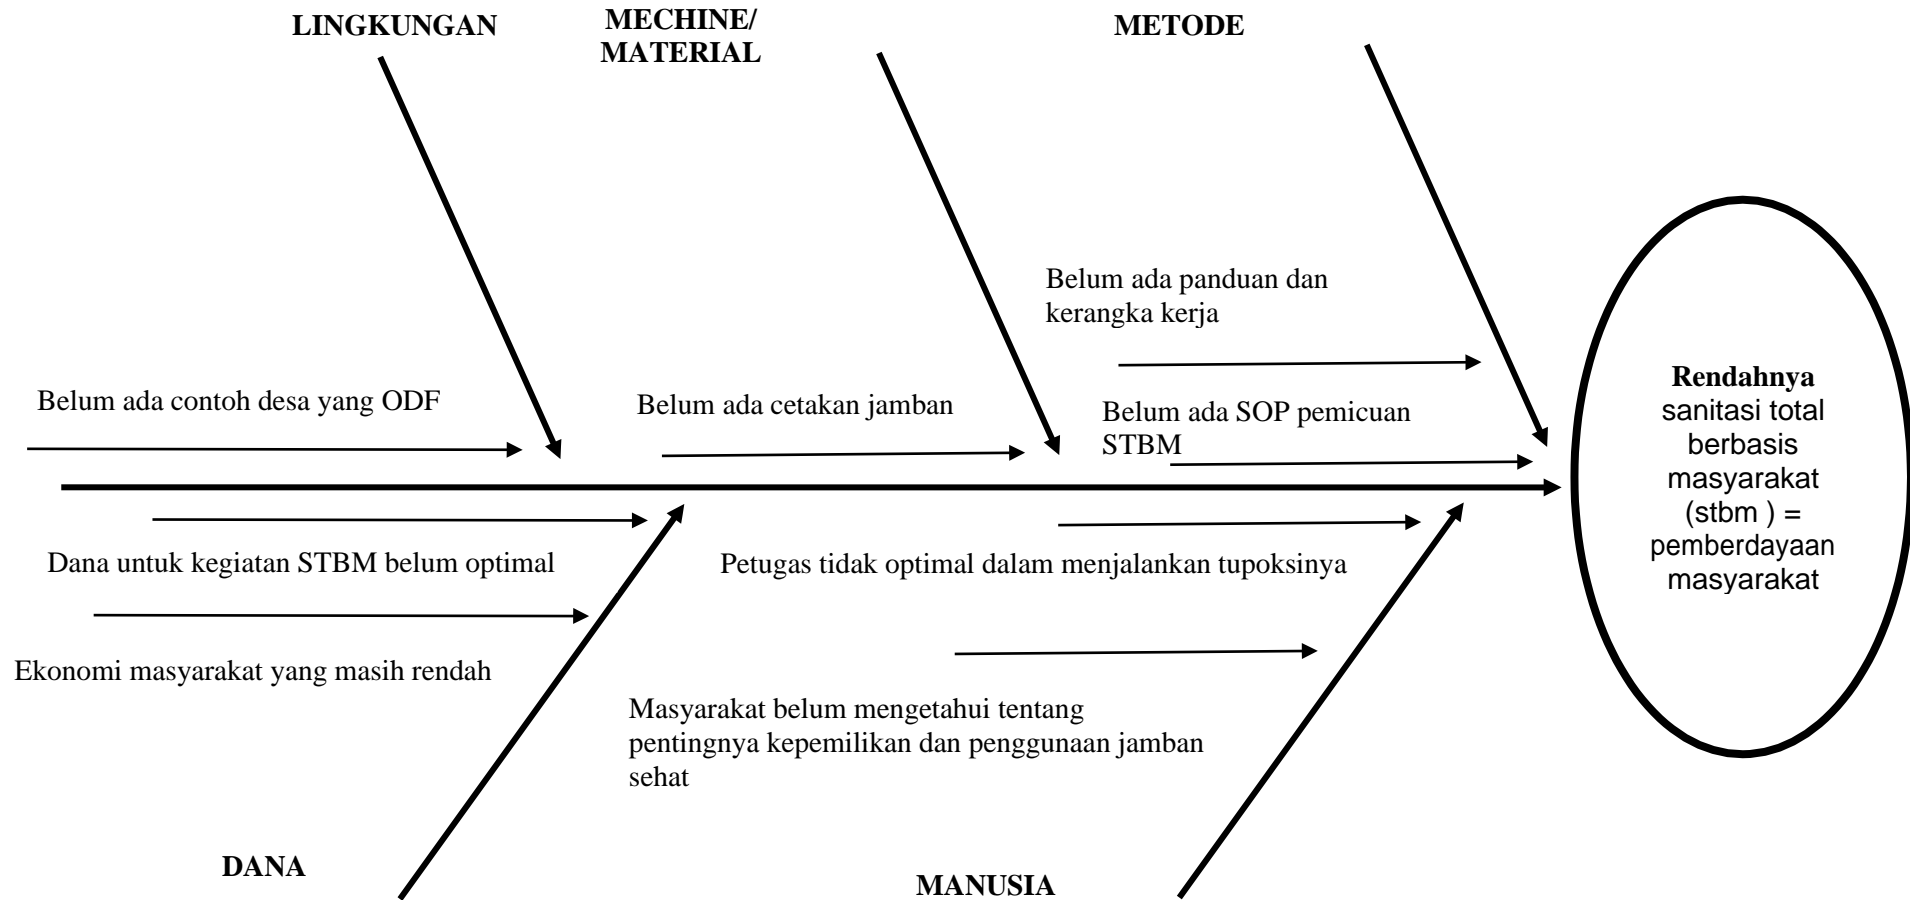 LINGKUNGAN
MECHINE/
MATERIAL
METODE
Belum ada panduan dan
kerangka kerja
Belum ada contoh desa yang ODF
Belum ada cetakan jamban
Belum ada SOP pemicuan
STBM
Rendahnya
sanitasi total
berbasis
masyarakat
(stbm ) =
pemberdayaan
masyarakat
Dana untuk kegiatan STBM belum optimal
Petugas tidak optimal dalam menjalankan tupoksinya
Ekonomi masyarakat yang masih rendah
Masyarakat belum mengetahui tentang
pentingnya kepemilikan dan penggunaan jamban
sehat
DANA
MANUSIA